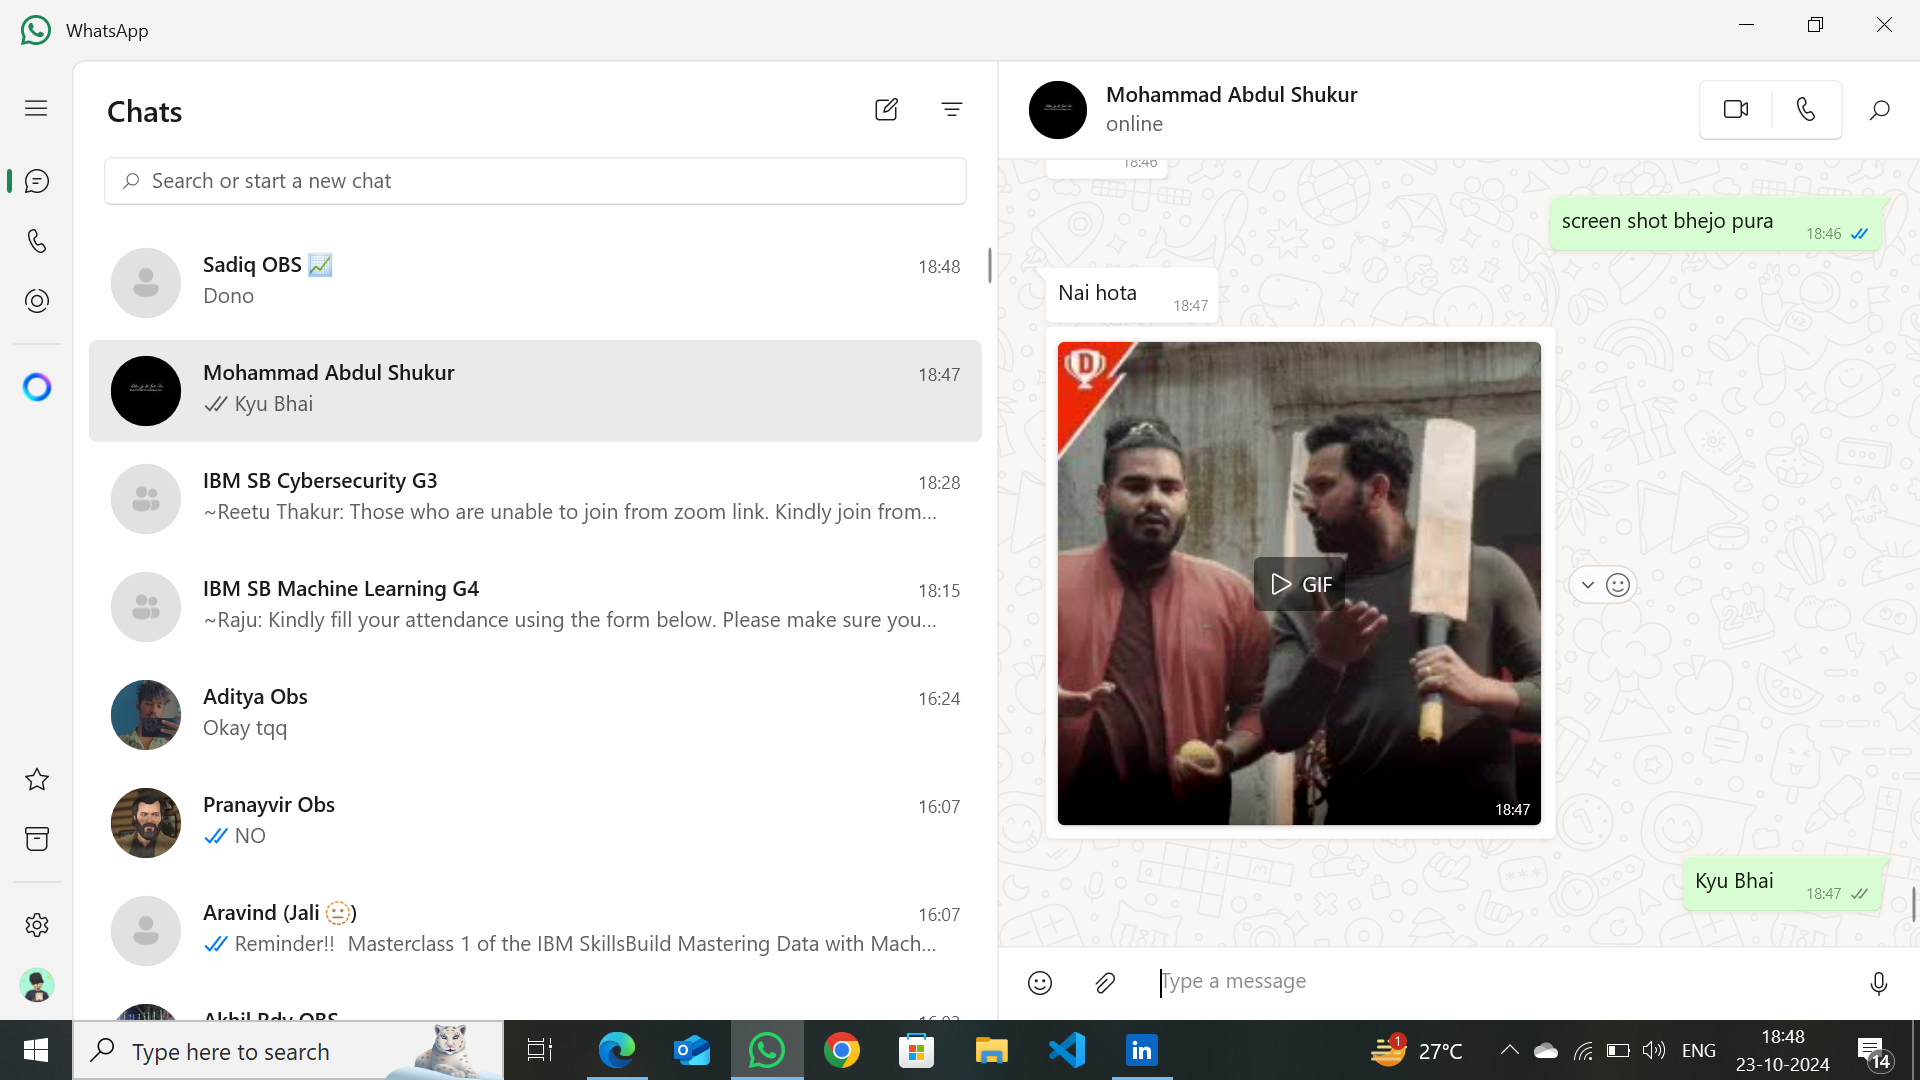 WhatsApp
Chats
Search or start a new chat
Sadiq OBS 📈
18:48
Dono
Mohammad Abdul Shukur
18:47
Kyu Bhai
IBM SB Cybersecurity G3
18:28
~Reetu Thakur: Those who are unable to join from zoom link. Kindly join from...
IBM SB Machine Learning G4
18:15
~Raju: Kindly fill your attendance using the form below. Please make sure you...
Aditya Obs
16:24
Okay tqq
Pranayvir Obs
16:07
NO
Aravind (Jali 🫥)
16:07
Reminder!! Masterclass 1 of the IBM SkillsBuild Mastering Data with Mach...
Akhil Rdy OBS
16:03
Mohammad Abdul Shukur
online
18:46
screen shot bhejo pura
18:46
Nai hota
18:47
D
GIF
18:47
Kyu Bhai
18:47
Type a message
Type here to search
1
27°C
ENG
18:48
23-10-2024
14